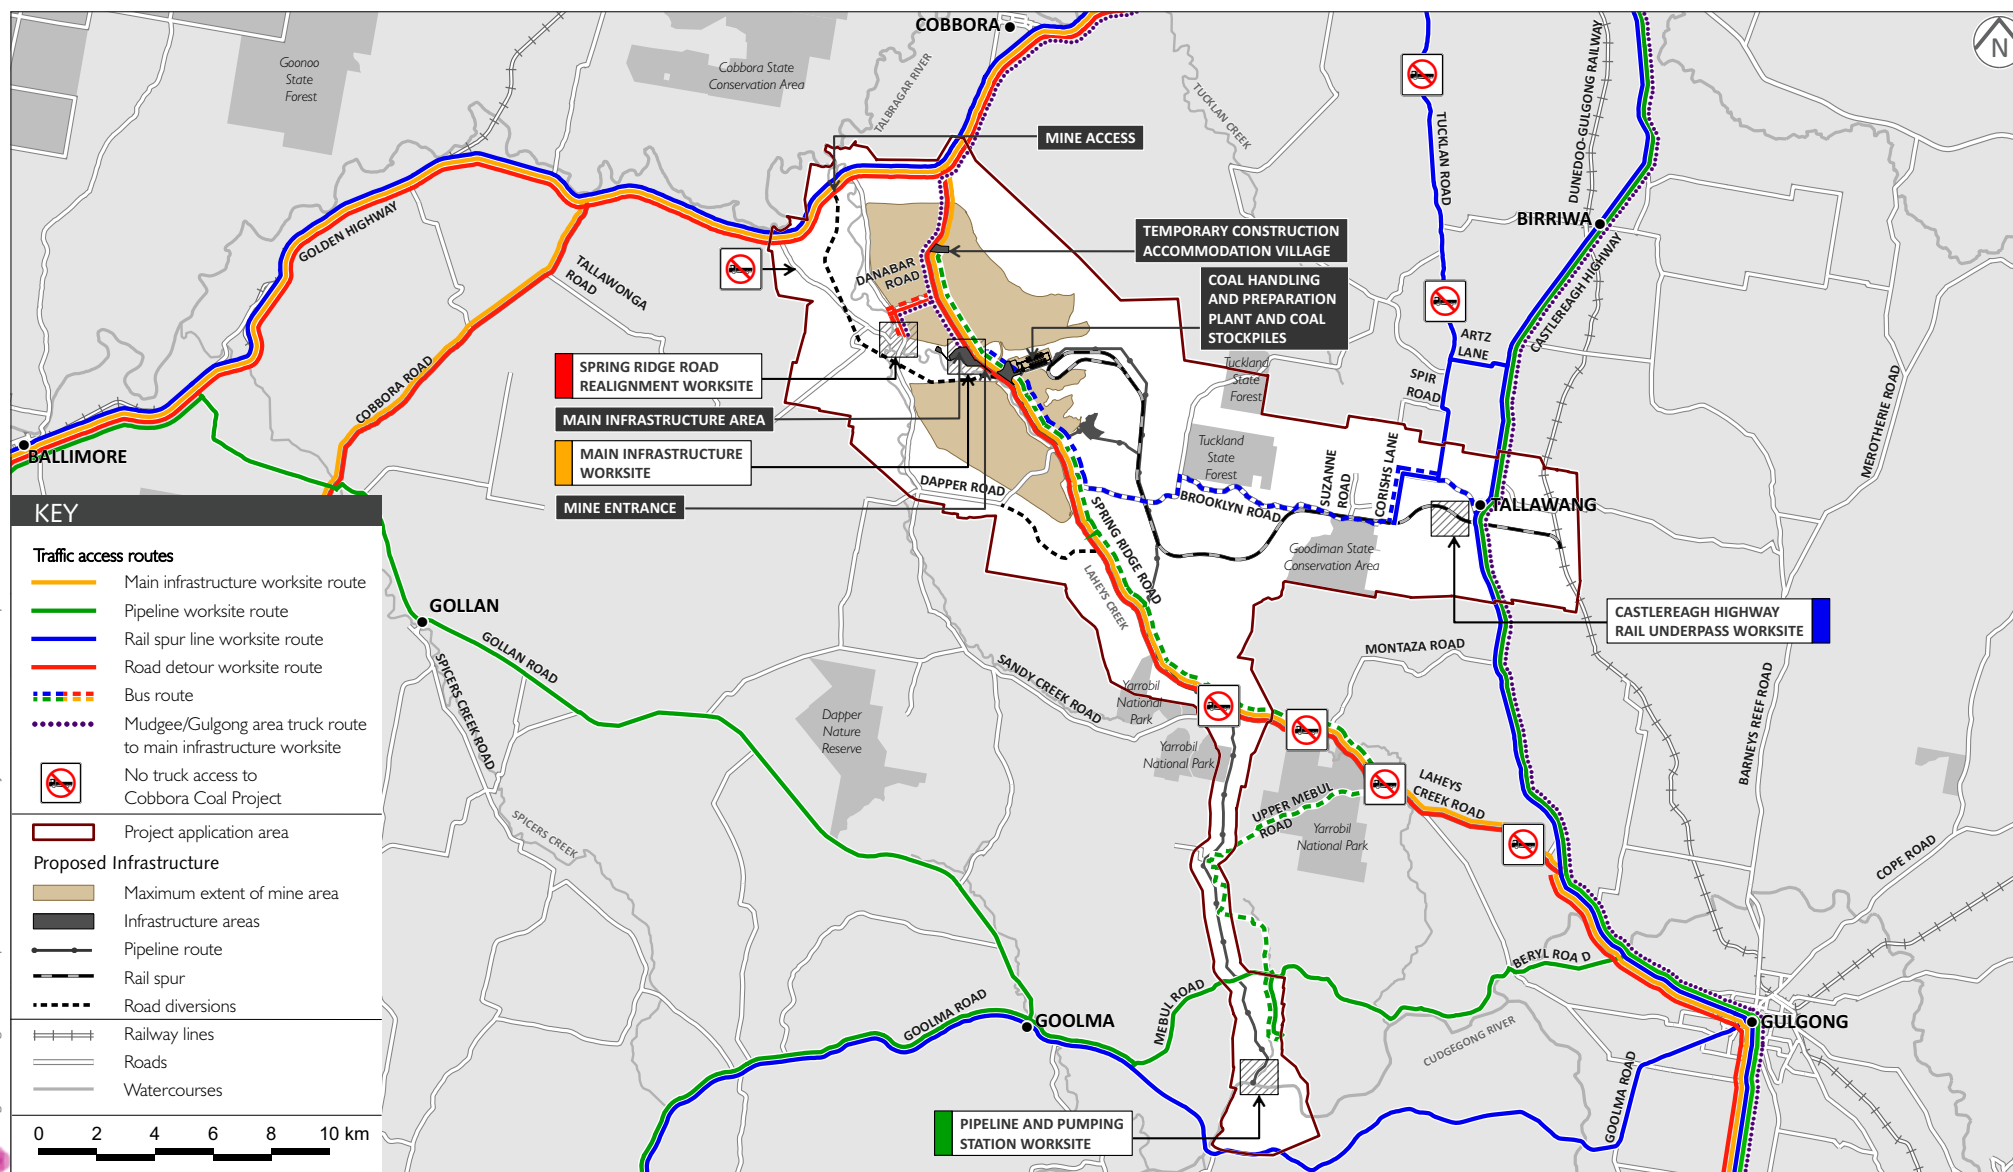 COBBORA
Goonoo
State
Forest
Cobbora State
Conservation Area
TALBRAGAR RIVER
TUCKLAN CREEK
TUCKLAN ROAD
DUNEDOO-GULGONG RAILWAY
N
MINE ACCESS
GOLDEN HIGHWAY
TALLAWONGA
ROAD
COBBORA ROAD
BALLIMORE
DANABAR
ROAD
TEMPORARY CONSTRUCTION
ACCOMMODATION VILLAGE
COAL HANDLING
AND PREPARATION
PLANT AND COAL
STOCKPILES
BIRRIWA
CASTLEREAGH HIGHWAY
ARTZ
LANE
SPIR
ROAD
MEROTHERIE ROAD
SPRING RIDGE ROAD
REALIGNMENT WORKSITE
MAIN INFRASTRUCTURE AREA
MAIN INFRASTRUCTURE
WORKSITE
MINE ENTRANCE
DAPPER ROAD
Tuckland
State
Forest
Tuckland
State
Forest
BROOKLYN ROAD
SUZANNE
ROAD
CORISHS LANE
TALLAWANG
Goodiman State
Conservation Area
SPRING RIDGE ROAD
LAHEYS CREEK
CASTLEREAGH HIGHWAY
RAIL UNDERPASS WORKSITE
MONTAZA ROAD
BARNEYS REEF ROAD
GOLLAN
GOLLAN ROAD
SPICERS CREEK ROAD
SPICERS CREEK
Dapper
Nature
Reserve
SANDY CREEK ROAD
Yarrobil
National
Park
Yarrobil
National Park
UPPER MEBUL
ROAD
Yarrobil
National Park
LAHEYS
CREEK ROAD
COPE ROAD
BERYL ROA D
MEBUL ROAD
GOOLMA ROAD
GOOLMA
CUDGEGONG RIVER
GOOLMA ROAD
GULGONG
PIPELINE AND PUMPING
STATION WORKSITE
KEY
Traffic access routes
Main infrastructure worksite route
Pipeline worksite route
Rail spur line worksite route
Road detour worksite route
Bus route
Mudgee/Gulgong area truck route
to main infrastructure worksite
No truck access to
Cobbora Coal Project
Project application area
Proposed Infrastructure
Maximum extent of mine area
Infrastructure areas
Pipeline route
Rail spur
Road diversions
Railway lines
Roads
Watercourses
0 2 4 6 8 10 km